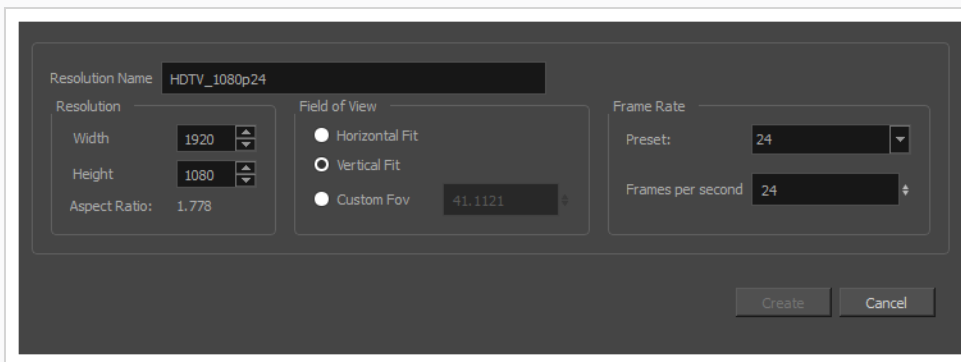 Resolution Name HDTV_1080p24
Resolution
Width 1920
Height 1080
Aspect Ratio: 1.778
Field of View
Horizontal Fit
Vertical Fit
Custom Fov 41.1121
Frame Rate
Preset: 24
Frames per second 24
Create Cancel